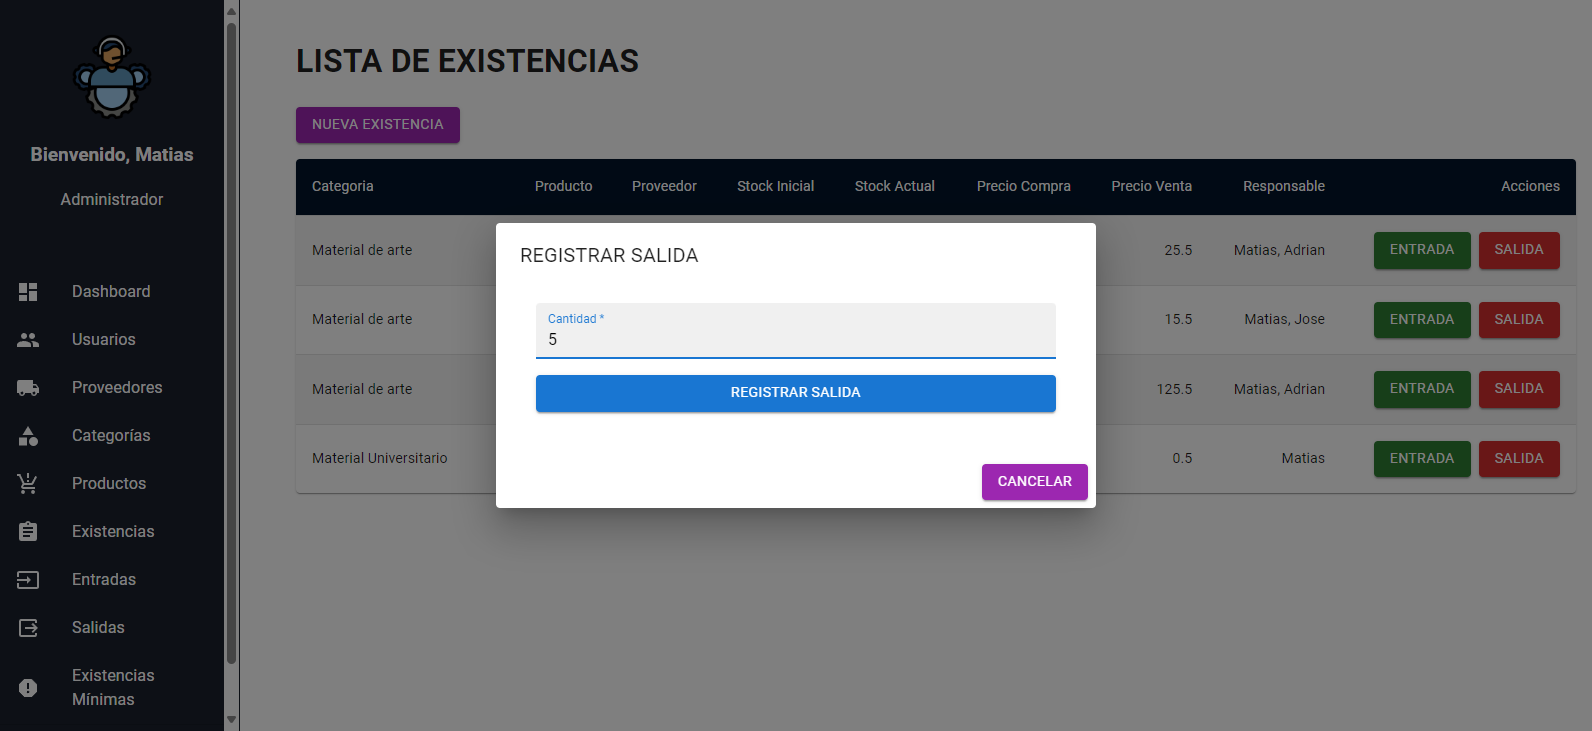 Bienvenido, Matias
Administrador
Dashboard
Usuarios
Proveedores
Categorías
Productos
Existencias
Entradas
Salidas
Existencias
Mínimas
LISTA DE EXISTENCIAS
NUEVA EXISTENCIA
Categoria Producto Proveedor Stock Inicial Stock Actual Precio Compra Precio Venta Responsable Acciones
Material de arte 25.5 Matias, Adrian ENTRADA SALIDA
Material de arte 15.5 Matias, Jose ENTRADA SALIDA
Material de arte 125.5 Matias, Adrian ENTRADA SALIDA
Material Universitario 0.5 Matias ENTRADA SALIDA
REGISTRAR SALIDA
Cantidad *
5
REGISTRAR SALIDA
CANCELAR